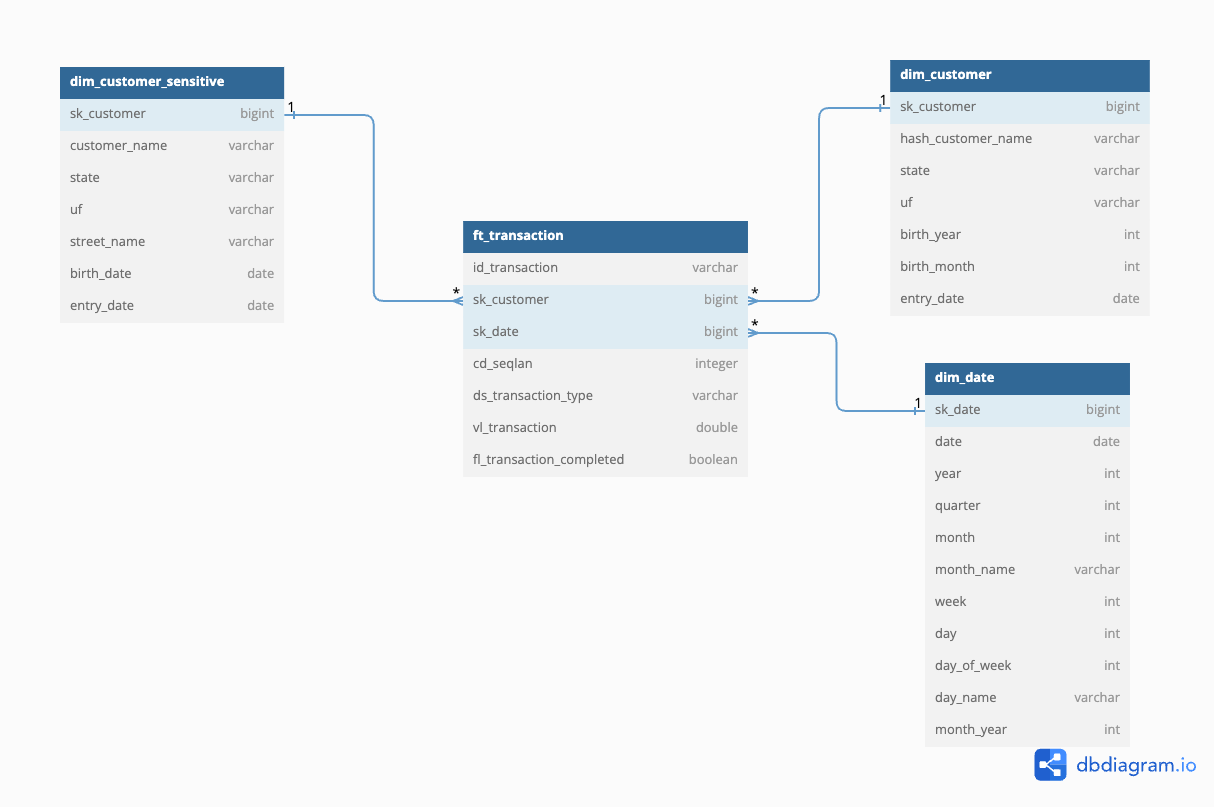 dim_customer_sensitive
sk_customer bigint
customer_name varchar
state varchar
uf varchar
street_name varchar
birth_date date
entry_date date
1
*
ft_transaction
id_transaction varchar
sk_customer bigint
sk_date bigint
cd_seqlan integer
ds_transaction_type varchar
vl_transaction double
fl_transaction_completed boolean
*
*
1
dim_customer
sk_customer bigint
hash_customer_name varchar
state varchar
uf varchar
birth_year int
birth_month int
entry_date date
1
dim_date
sk_date bigint
date date
year int
quarter int
month int
month_name varchar
week int
day int
day_of_week int
day_name varchar
month_year int
dbdiagram.io